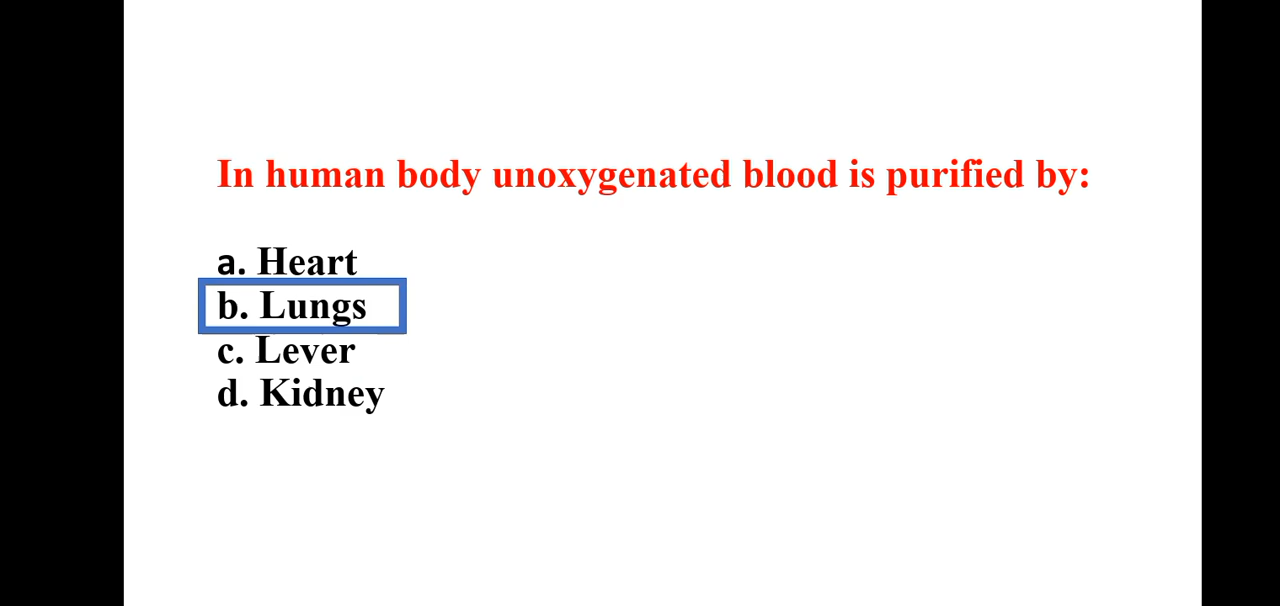 In human body unoxygenated blood is purified by:
a. Heart
b. Lungs
c. Lever
d. Kidney